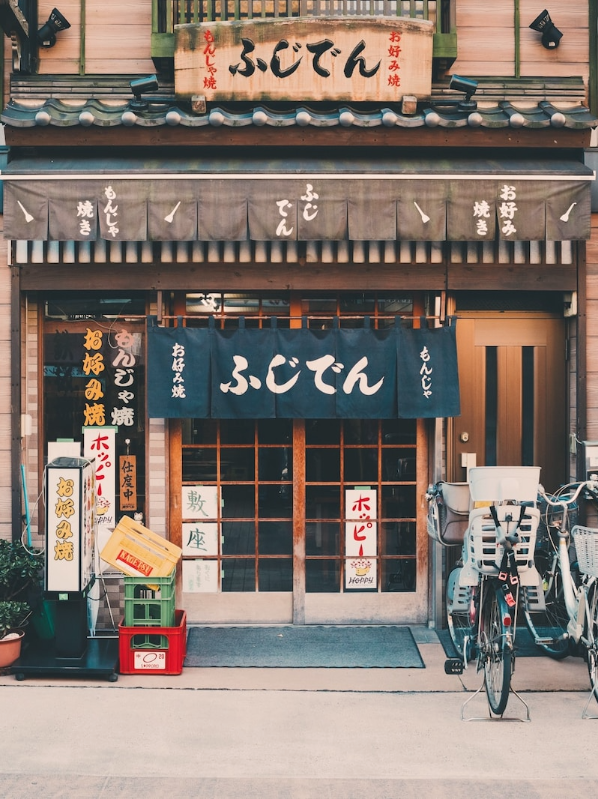 もんじゃ焼
ふじでん
お好み焼
もんじゃ
焼き
ふじ
でん
お好み
焼き
お好み焼
ふじでん
もんじゃ
もんじゃ焼
お好み焼
ホッピー
仕度中
お好み焼
敷
座
ホッピー
HOPPY